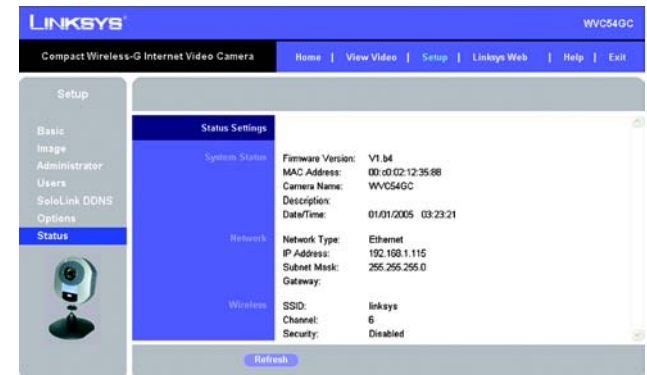 LINKSYS®
WVC54GC
Compact Wireless-G Internet Video Camera
Home | View Video | Setup | Linksys Web | Help | Exit
Setup
Basic
Image
Administrator
Users
SoloLink DDNS
Options
Status
Status Settings
System Status
Firmware Version: V1.b4
MAC Address: 00:c0:02:12:35:88
Camera Name: WVC54GC
Description:
Date/Time: 01/01/2005 03:23:21
Network
Network Type: Ethernet
IP Address: 192.168.1.115
Subnet Mask: 255.255.255.0
Gateway:
Wireless
SSID: linksys
Channel: 6
Security: Disabled
Refresh